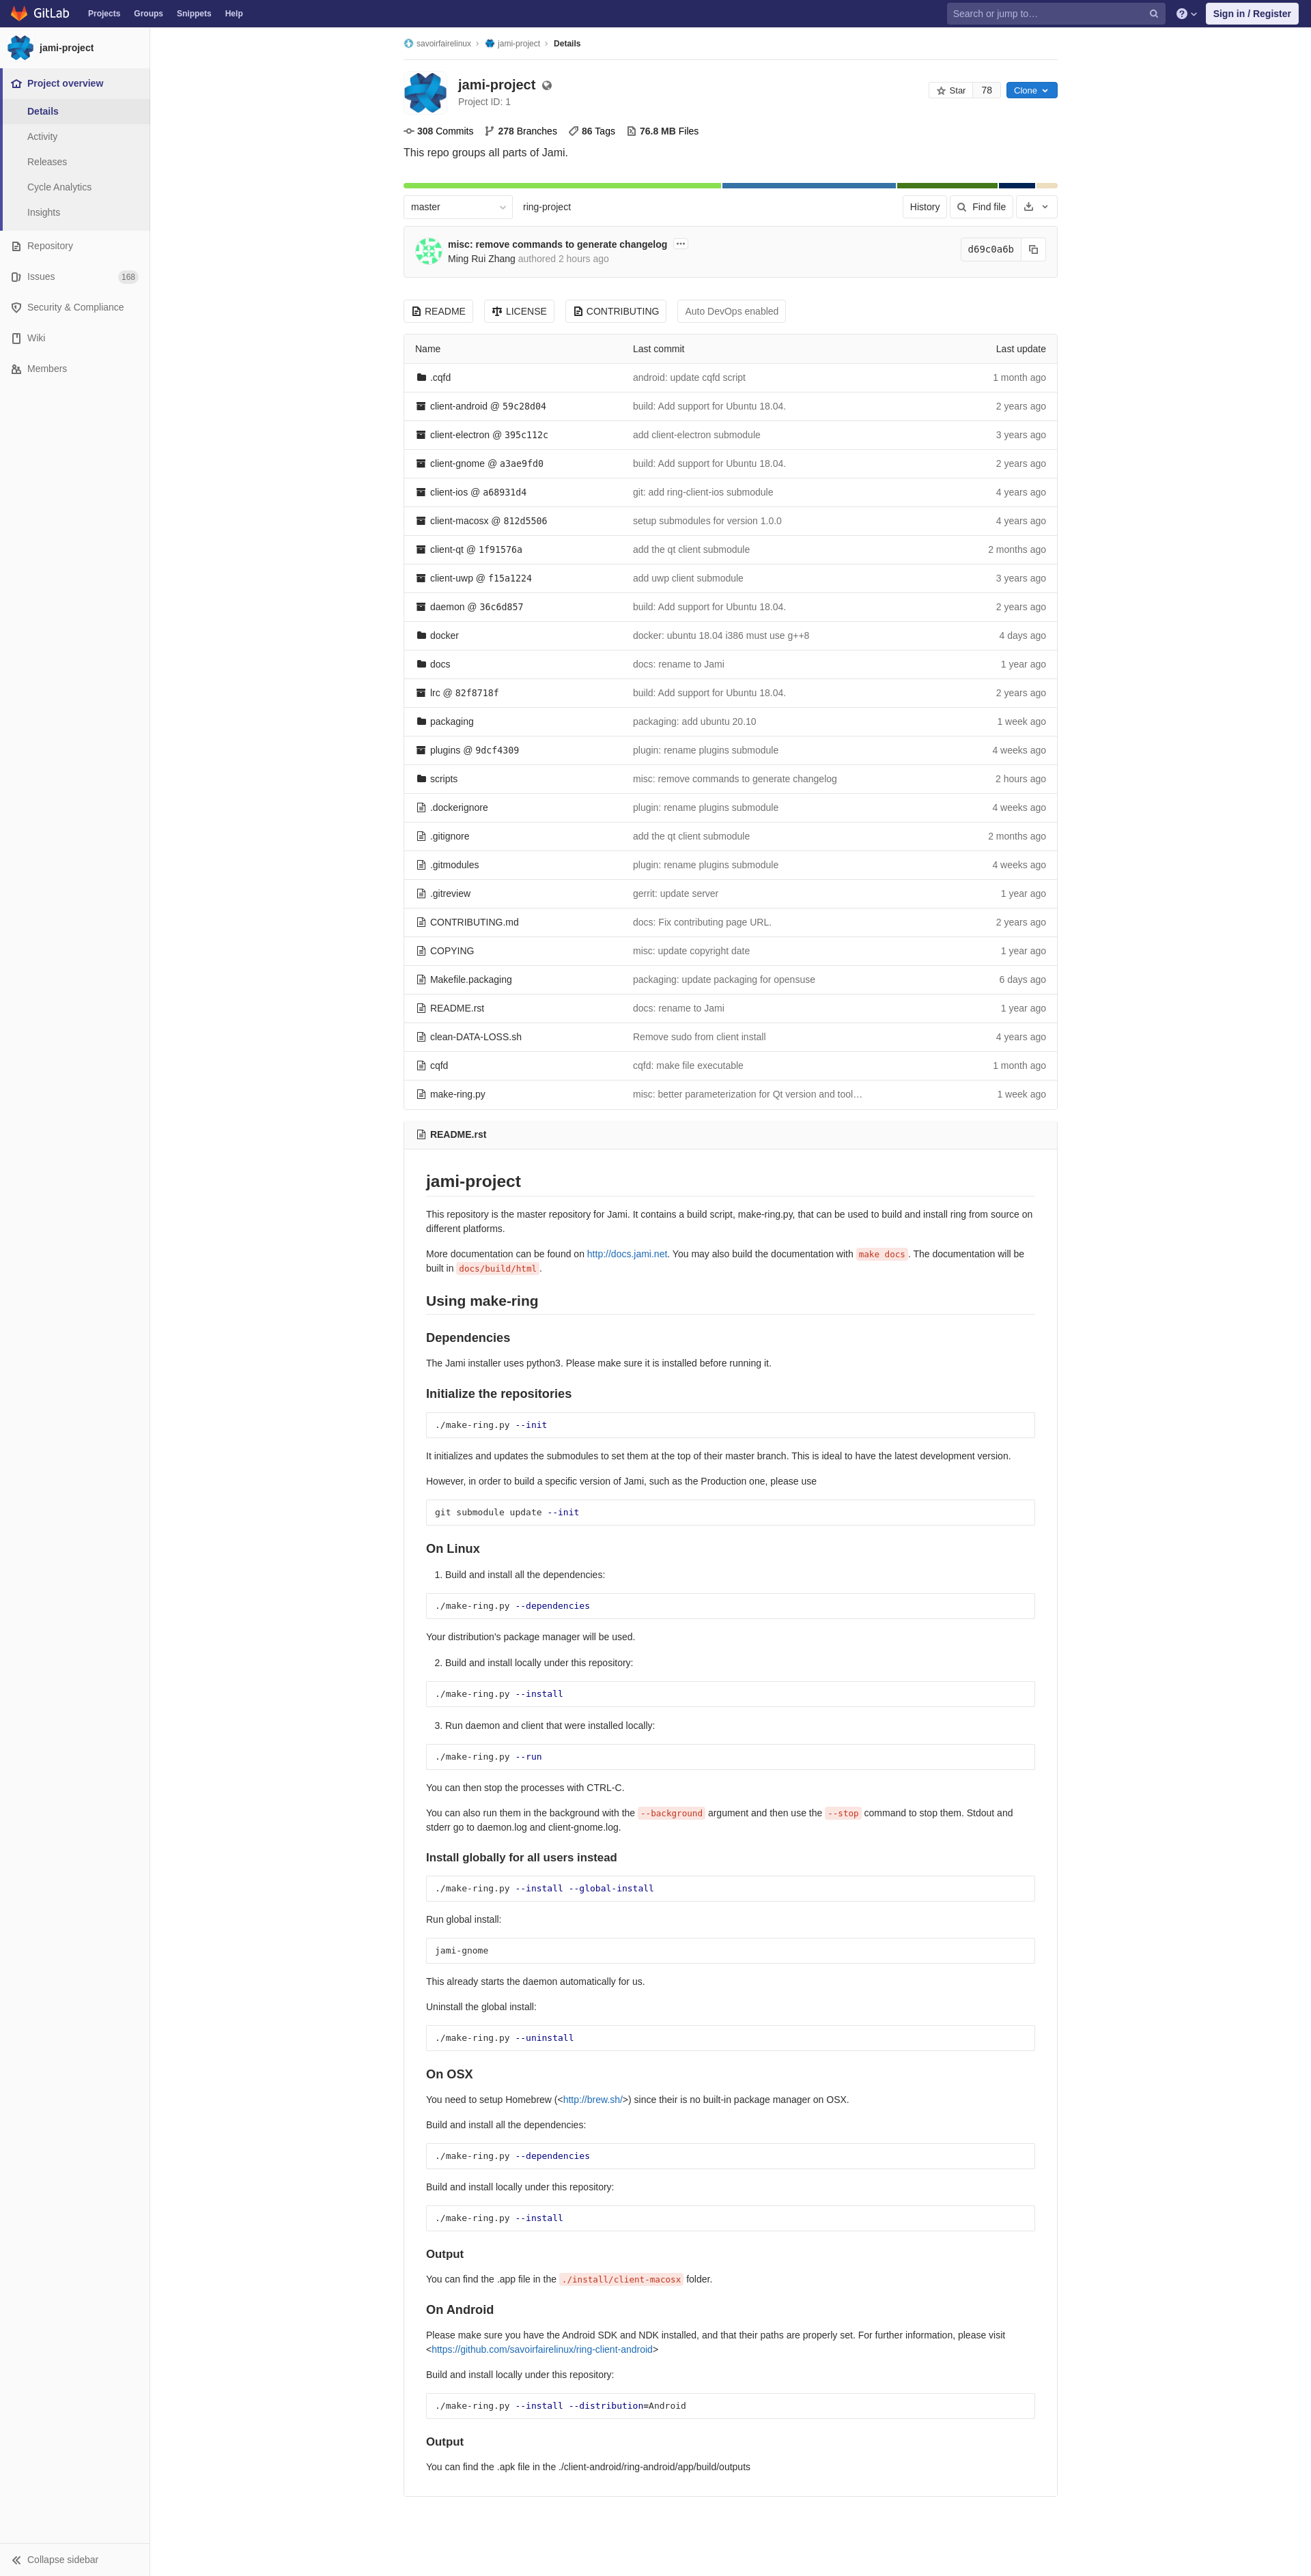 GitLab Projects Groups Snippets Help Search or jump to… Sign in / Register
jami-project
Project overview
Details
Activity
Releases
Cycle Analytics
Insights
Repository
Issues 168
Security & Compliance
Wiki
Members
Collapse sidebar
savoirfairelinux › jami-project › Details
jami-project
Project ID: 1
Star 78 Clone
308 Commits 278 Branches 86 Tags 76.8 MB Files
This repo groups all parts of Jami.
master ring-project History Find file
misc: remove commands to generate changelog
Ming Rui Zhang authored 2 hours ago
d69c0a6b
README LICENSE CONTRIBUTING Auto DevOps enabled
Name Last commit Last update
.cqfd android: update cqfd script 1 month ago
client-android @ 59c28d04 build: Add support for Ubuntu 18.04. 2 years ago
client-electron @ 395c112c add client-electron submodule 3 years ago
client-gnome @ a3ae9fd0 build: Add support for Ubuntu 18.04. 2 years ago
client-ios @ a68931d4 git: add ring-client-ios submodule 4 years ago
client-macosx @ 812d5506 setup submodules for version 1.0.0 4 years ago
client-qt @ 1f91576a add the qt client submodule 2 months ago
client-uwp @ f15a1224 add uwp client submodule 3 years ago
daemon @ 36c6d857 build: Add support for Ubuntu 18.04. 2 years ago
docker docker: ubuntu 18.04 i386 must use g++8 4 days ago
docs docs: rename to Jami 1 year ago
lrc @ 82f8718f build: Add support for Ubuntu 18.04. 2 years ago
packaging packaging: add ubuntu 20.10 1 week ago
plugins @ 9dcf4309 plugin: rename plugins submodule 4 weeks ago
scripts misc: remove commands to generate changelog 2 hours ago
.dockerignore plugin: rename plugins submodule 4 weeks ago
.gitignore add the qt client submodule 2 months ago
.gitmodules plugin: rename plugins submodule 4 weeks ago
.gitreview gerrit: update server 1 year ago
CONTRIBUTING.md docs: Fix contributing page URL. 2 years ago
COPYING misc: update copyright date 1 year ago
Makefile.packaging packaging: update packaging for opensuse 6 days ago
README.rst docs: rename to Jami 1 year ago
clean-DATA-LOSS.sh Remove sudo from client install 4 years ago
cqfd cqfd: make file executable 1 month ago
make-ring.py misc: better parameterization for Qt version and tool… 1 week ago
README.rst
jami-project
This repository is the master repository for Jami. It contains a build script, make-ring.py, that can be used to build and install ring from source on
different platforms.
More documentation can be found on http://docs.jami.net. You may also build the documentation with make docs. The documentation will be
built in docs/build/html.
Using make-ring
Dependencies
The Jami installer uses python3. Please make sure it is installed before running it.
Initialize the repositories
./make-ring.py --init
It initializes and updates the submodules to set them at the top of their master branch. This is ideal to have the latest development version.
However, in order to build a specific version of Jami, such as the Production one, please use
git submodule update --init
On Linux
1. Build and install all the dependencies:
./make-ring.py --dependencies
Your distribution's package manager will be used.
2. Build and install locally under this repository:
./make-ring.py --install
3. Run daemon and client that were installed locally:
./make-ring.py --run
You can then stop the processes with CTRL-C.
You can also run them in the background with the --background argument and then use the --stop command to stop them. Stdout and
stderr go to daemon.log and client-gnome.log.
Install globally for all users instead
./make-ring.py --install --global-install
Run global install:
jami-gnome
This already starts the daemon automatically for us.
Uninstall the global install:
./make-ring.py --uninstall
On OSX
You need to setup Homebrew (<http://brew.sh/>) since their is no built-in package manager on OSX.
Build and install all the dependencies:
./make-ring.py --dependencies
Build and install locally under this repository:
./make-ring.py --install
Output
You can find the .app file in the ./install/client-macosx folder.
On Android
Please make sure you have the Android SDK and NDK installed, and that their paths are properly set. For further information, please visit
<https://github.com/savoirfairelinux/ring-client-android>
Build and install locally under this repository:
./make-ring.py --install --distribution=Android
Output
You can find the .apk file in the ./client-android/ring-android/app/build/outputs